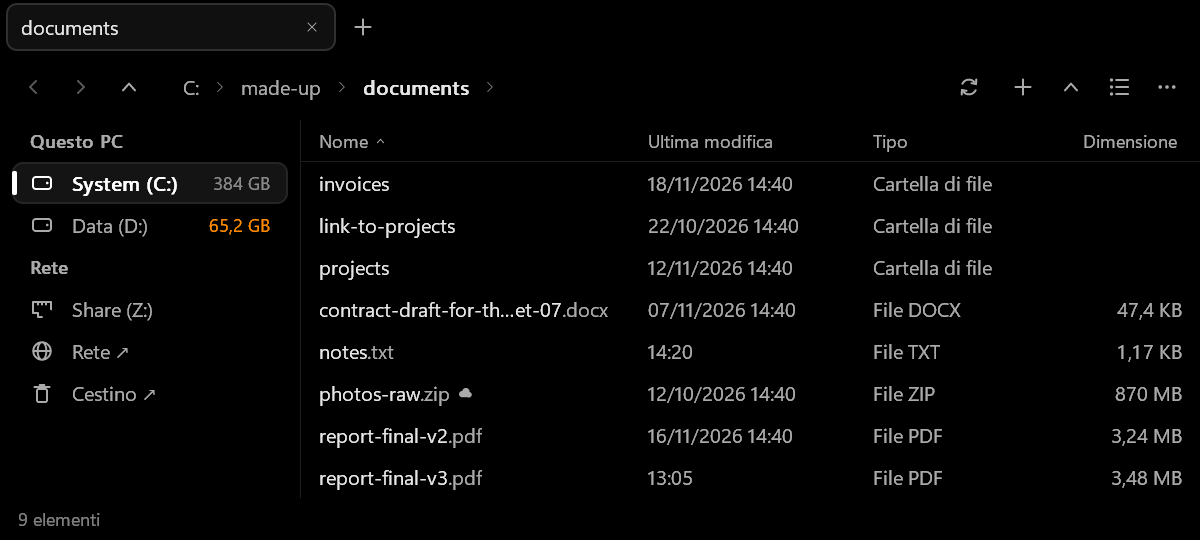 documents
C: made-up documents
Questo PC
System (C:) 384 GB
Data (D:) 65,2 GB
Rete
Share (Z:)
Rete ↗
Cestino ↗
Nome Ultima modifica Tipo Dimensione
invoices 18/11/2026 14:40 Cartella di file
link-to-projects 22/10/2026 14:40 Cartella di file
projects 12/11/2026 14:40 Cartella di file
contract-draft-for-th...et-07.docx 07/11/2026 14:40 File DOCX 47,4 KB
notes.txt 14:20 File TXT 1,17 KB
photos-raw.zip 12/10/2026 14:40 File ZIP 870 MB
report-final-v2.pdf 16/11/2026 14:40 File PDF 3,24 MB
report-final-v3.pdf 13:05 File PDF 3,48 MB
9 elementi